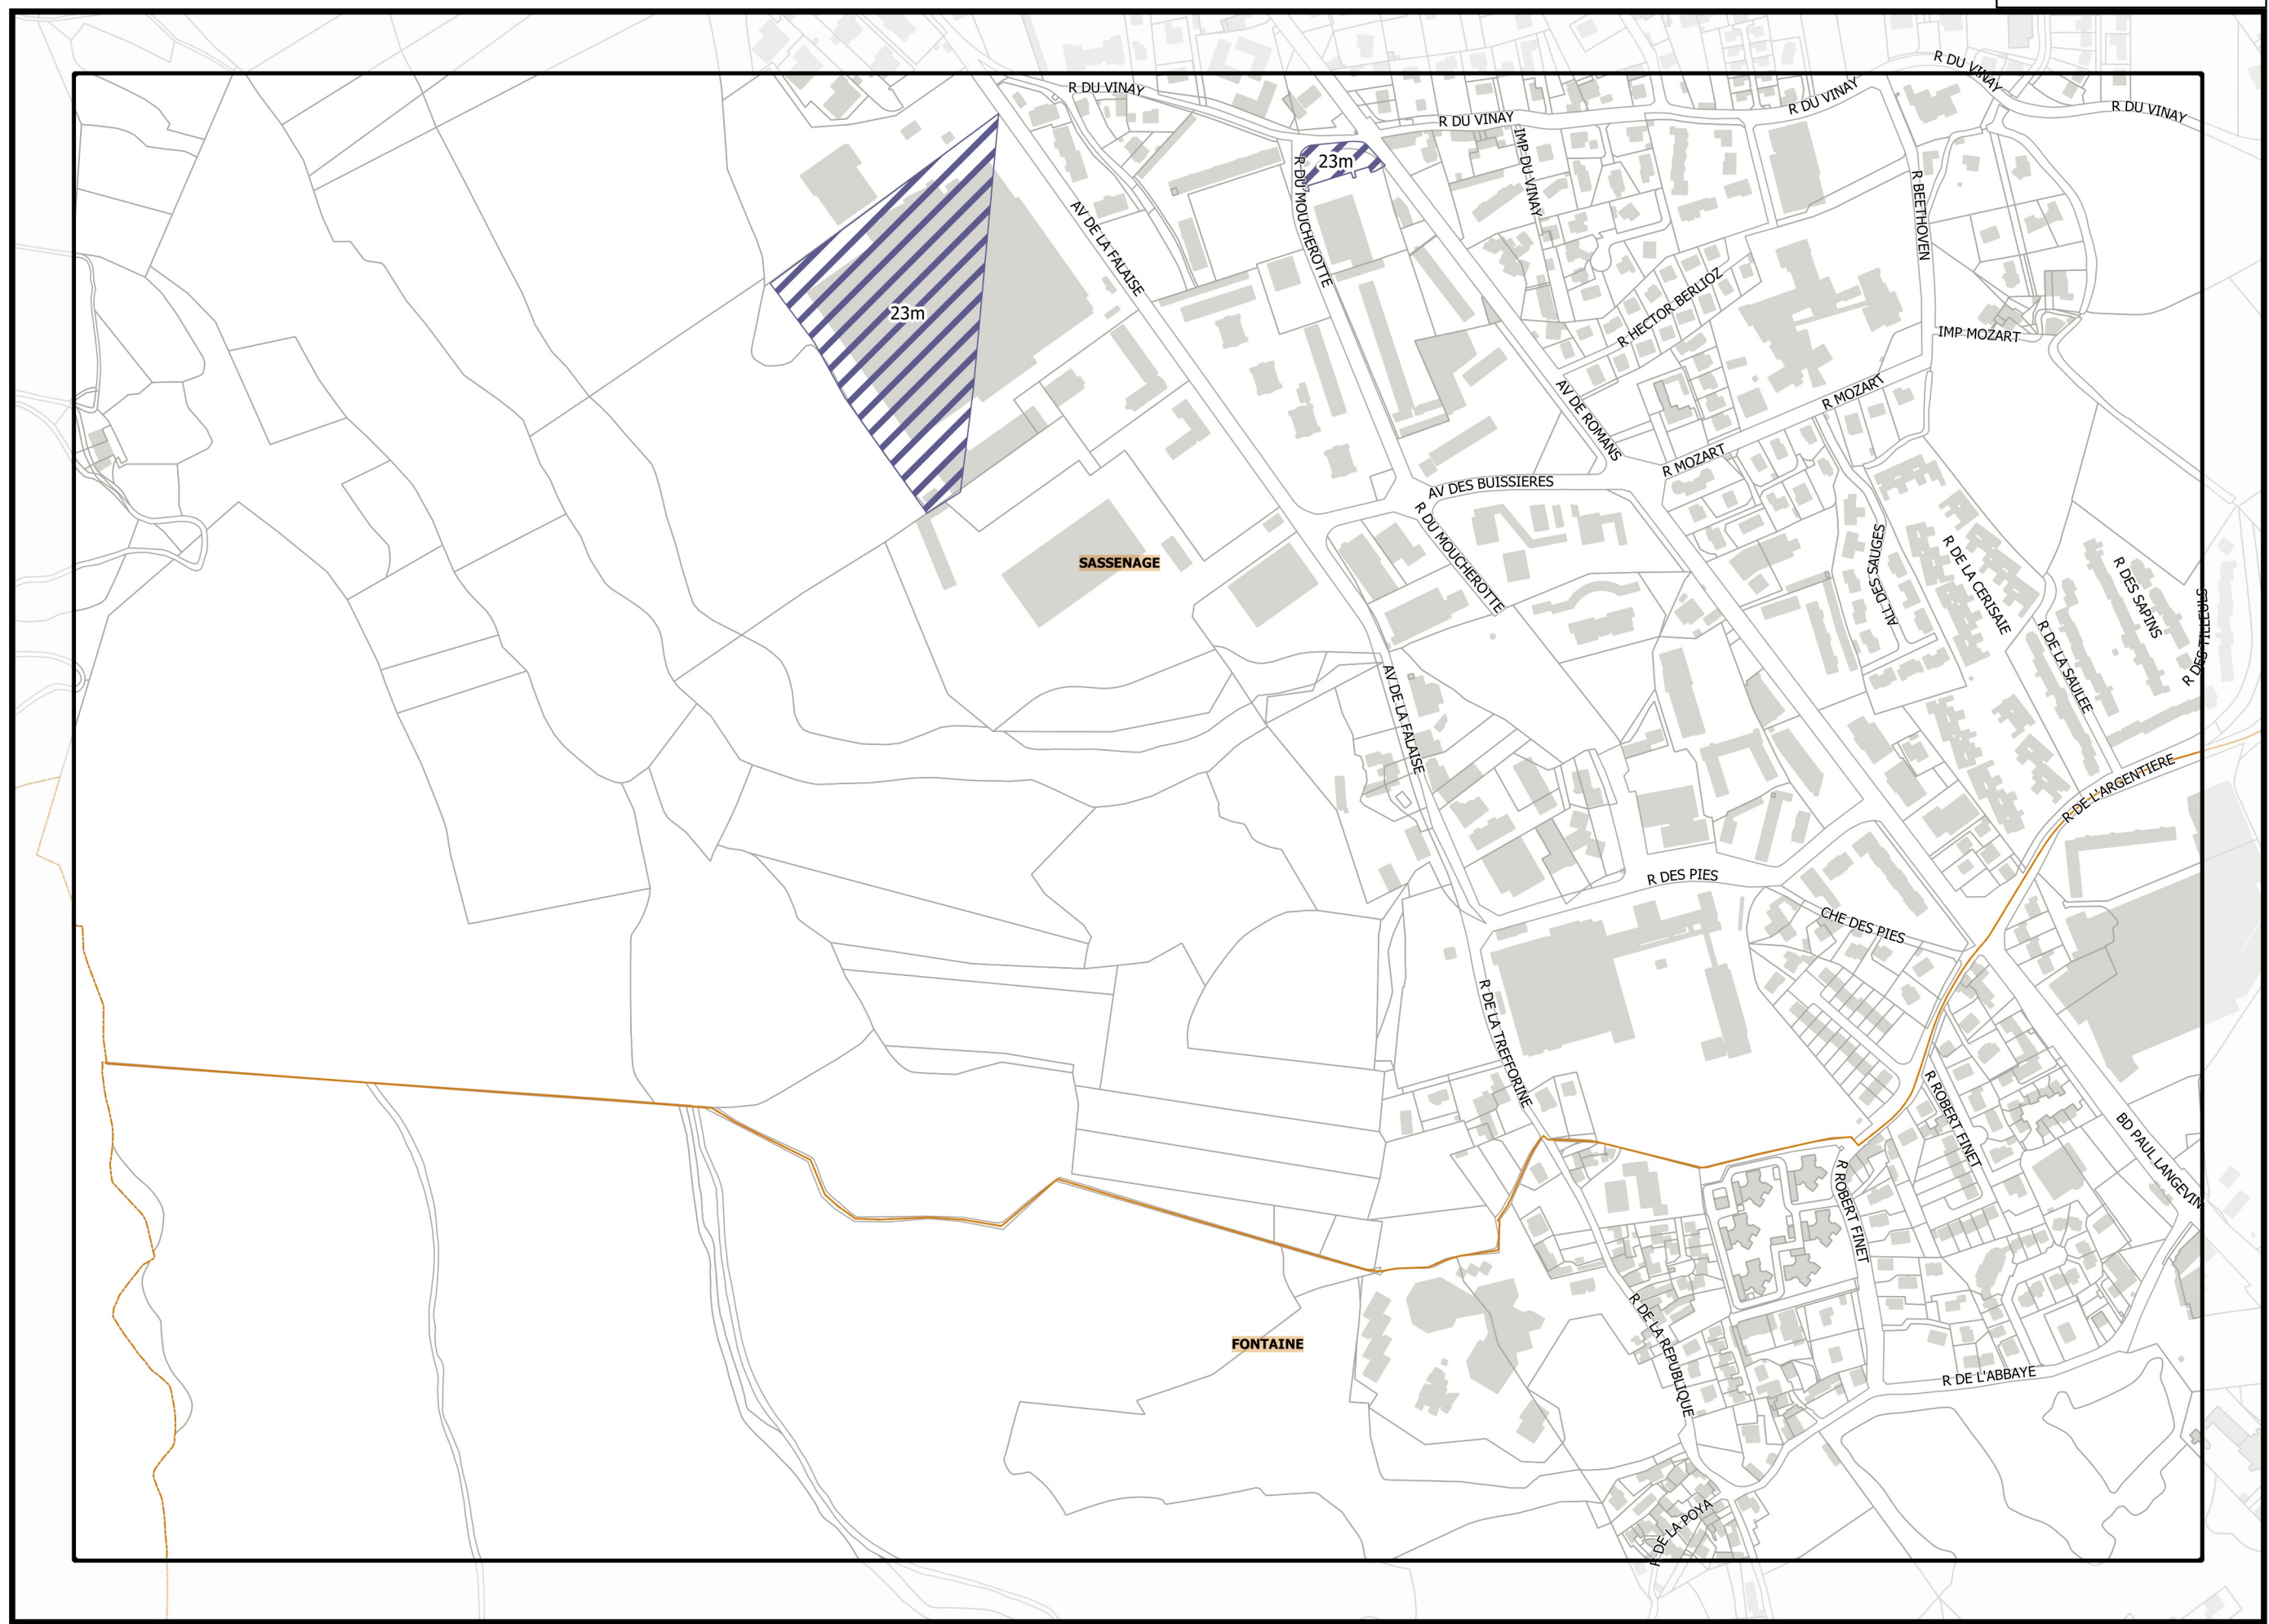 R DU VINAY
R DU VINAY
R DU VINAY
R DU VINAY
R DU VINAY
IMP DU VINAY
23m
R DU MOUCHEROTTE
R BEETHOVEN
AV DE LA FALAISE
23m
R HECTOR BERLIOZ
IMP MOZART
R MOZART
AV DE ROMANS
R MOZART
AV DES BUISSIERES
R DU MOUCHEROTTE
SASSENAGE
ALL DES SAUGES
R DE LA CERISAIE
R DES SAPINS
R DES TILLEULS
R DE LA SAULEE
AV DE LA FALAISE
R DE L'ARGENTIERE
R DES PIES
CHE DES PIES
R DE LA TREFFORINE
R ROBERT FINET
BD PAUL LANGEVIN
R ROBERT FINET
R DE LA REPUBLIQUE
FONTAINE
R DE L'ABBAYE
R DE LA POYA